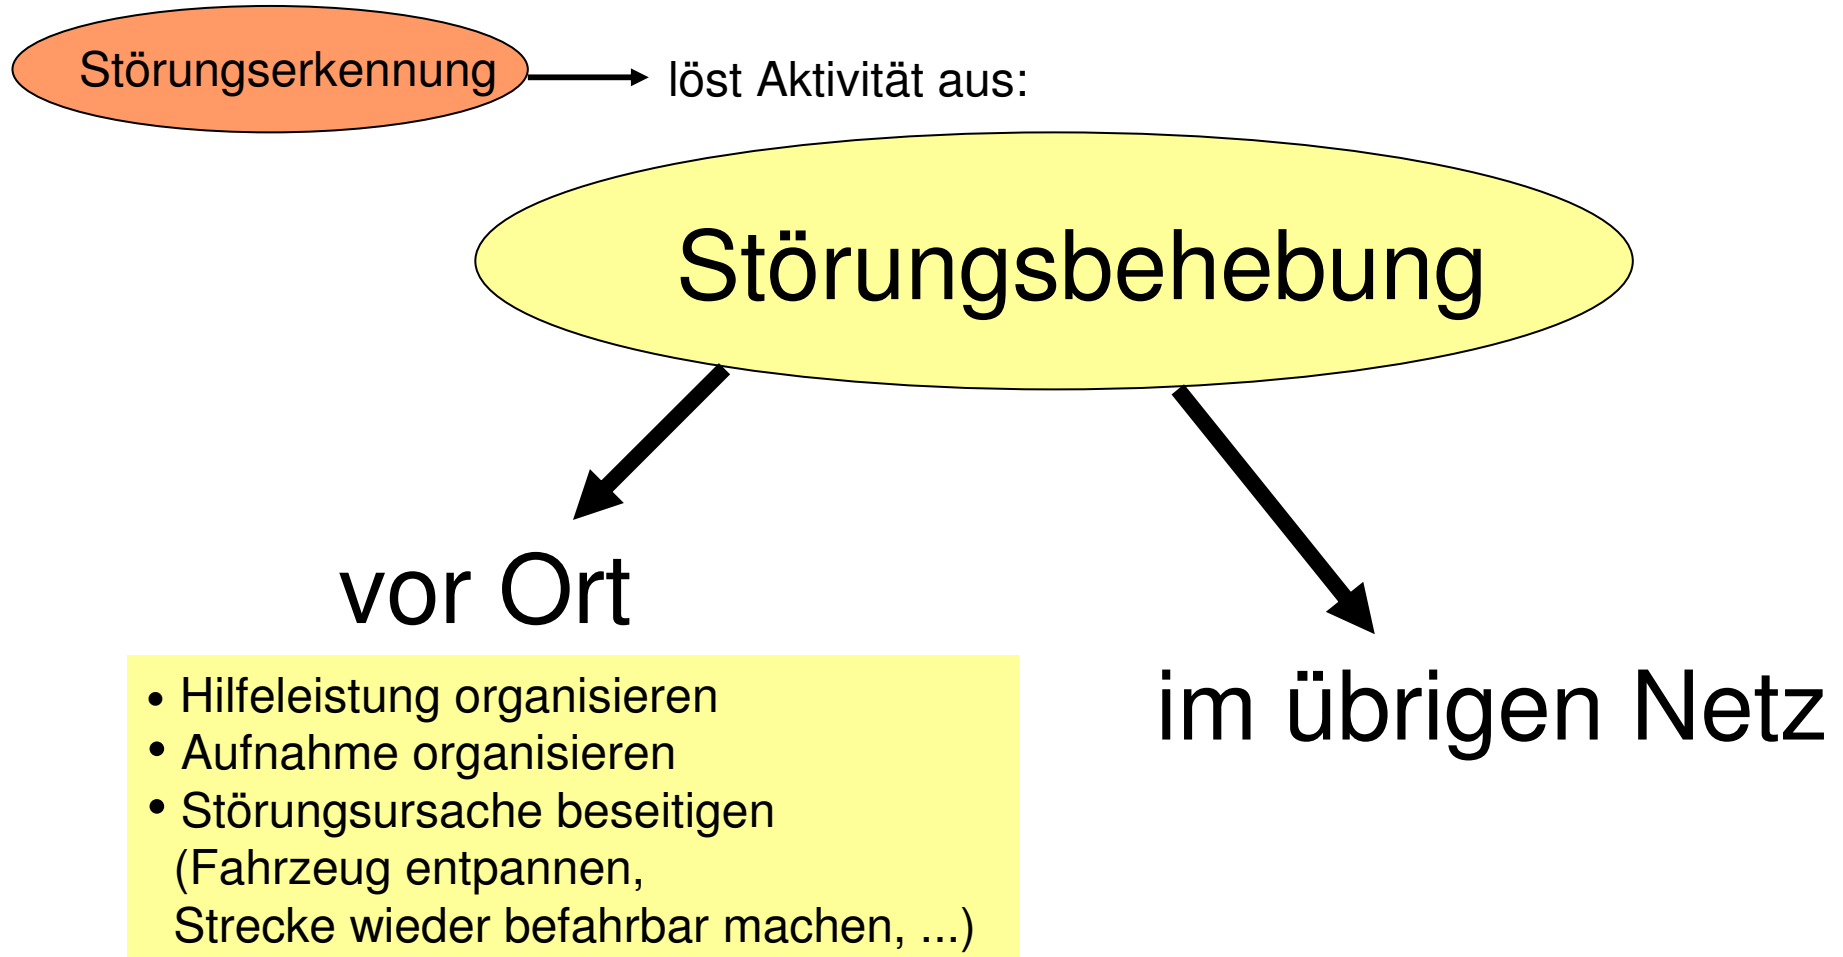 Störungserkennung
löst Aktivität aus:
Störungsbehebung
vor Ort
• Hilfeleistung organisieren
• Aufnahme organisieren
• Störungsursache beseitigen
(Fahrzeug entpannen,
Strecke wieder befahrbar machen, ...)
im übrigen Netz